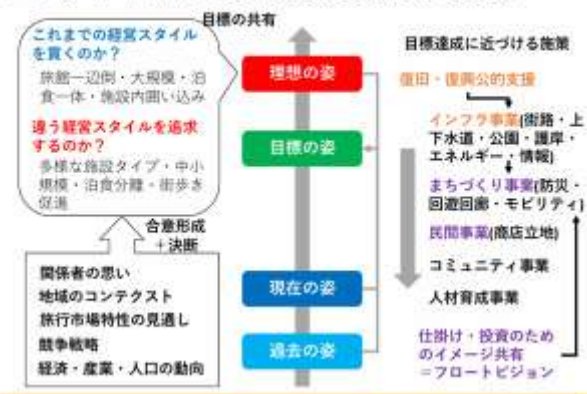 目標の共有
これまでの経営スタイル
を貫くのか？
旅館一辺倒・大規模・泊
食一体・施設内囲い込み
違う経営スタイルを追求
するのか？
多様な施設タイプ・中小
規模・泊食分離・街歩き
促進
合意形成
＋決断
関係者の思い
地域のコンテクスト
旅行市場特性の見通し
競争戦略
経済・産業・人口の動向
理想の姿
目標の姿
現在の姿
過去の姿
目標達成に近づける施策
復旧・復興公的支援
インフラ事業(街路・上
下水道・公園・護岸・
エネルギー・情報)
まちづくり事業(防災・
回遊回廊・モビリティ)
民間事業(商店立地)
コミュニティ事業
人材育成事業
仕掛け・投資のため
のイメージ共有
＝フロートビジョン